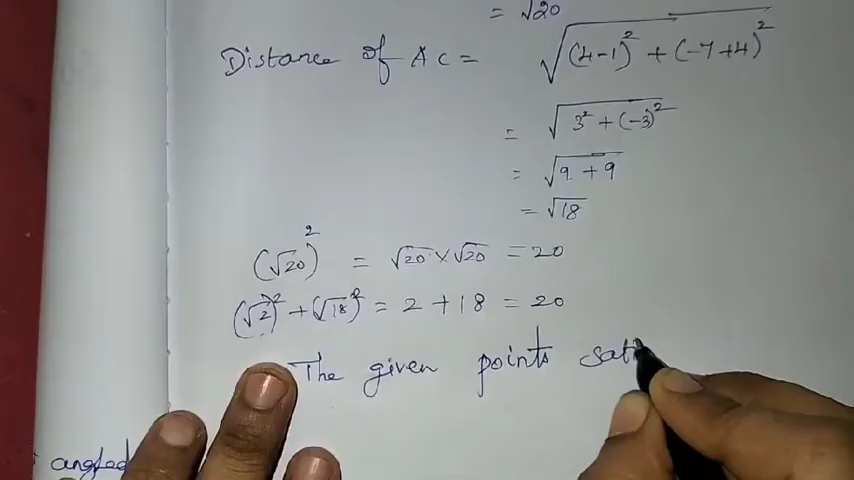 = √20
Distance of AC = √(4-1)² + (-7+4)²
= √3² + (-3)²
= √9 + 9
= √18
(√20)² = √20 × √20 = 20
(√2)² + (√18)² = 2 + 18 = 20
The given points sati
angled